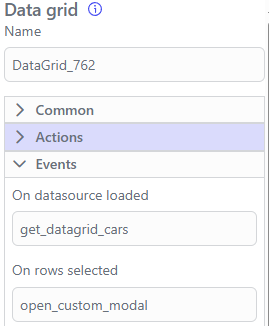 Data grid
Name
DataGrid_762
Common
Actions
Events
On datasource loaded
get_datagrid_cars
On rows selected
open_custom_modal